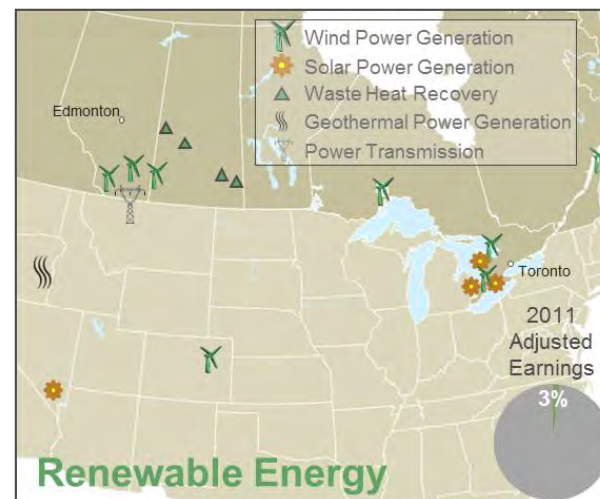 Wind Power Generation
Solar Power Generation
Waste Heat Recovery
Geothermal Power Generation
Power Transmission
Edmonton
Toronto
2011
Adjusted
Earnings
3%
Renewable Energy